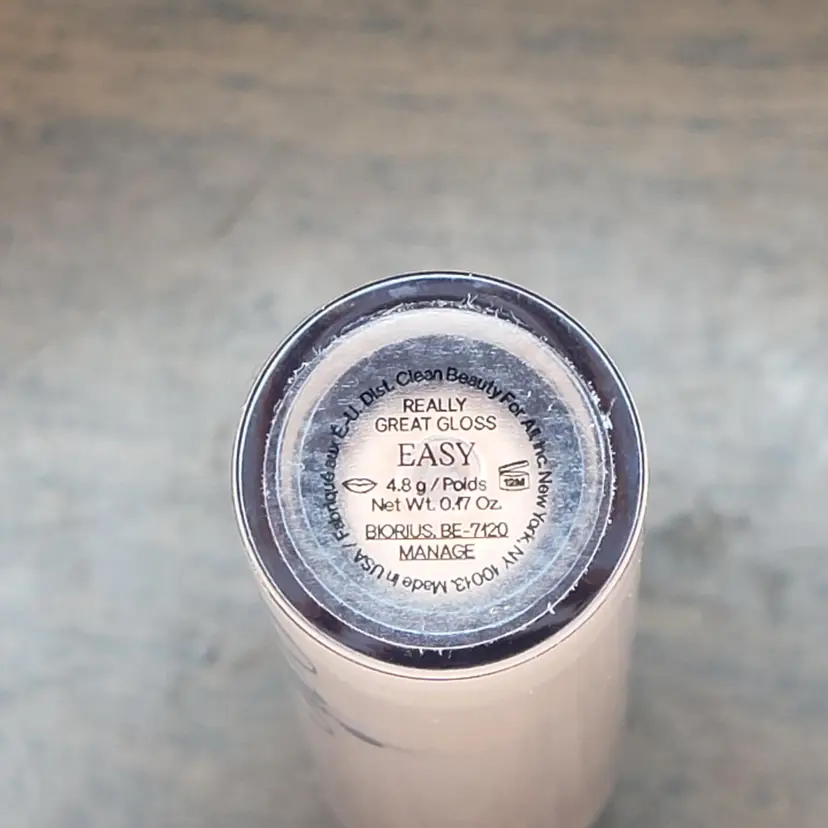 Fabriqué aux É-U. Dist. Clean Beauty For All Inc. New York, NY 10013. Made in USA /
REALLY
GREAT GLOSS
EASY
4.8 g / Poids
12M
Net Wt. 0.17 Oz.
BIORIUS, BE-7120
MANAGE